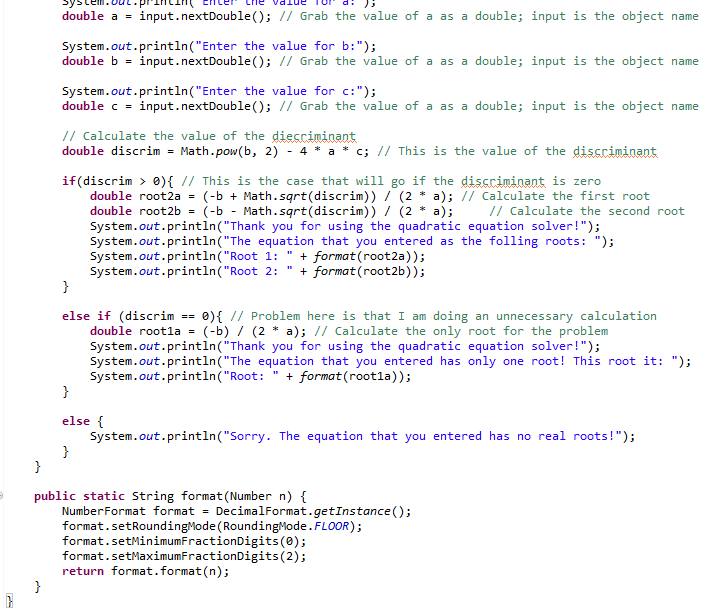 System.out.println("Enter the value for a:");
double a = input.nextDouble(); // Grab the value of a as a double; input is the object name
System.out.println("Enter the value for b:");
double b = input.nextDouble(); // Grab the value of a as a double; input is the object name
System.out.println("Enter the value for c:");
double c = input.nextDouble(); // Grab the value of a as a double; input is the object name
// Calculate the value of the diecriminant
double discrim = Math.pow(b, 2) - 4 * a * c; // This is the value of the discriminant
if(discrim > 0){ // This is the case that will go if the discriminant is zero
double root2a = (-b + Math.sqrt(discrim)) / (2 * a); // Calculate the first root
double root2b = (-b - Math.sqrt(discrim)) / (2 * a); // Calculate the second root
System.out.println("Thank you for using the quadratic equation solver!");
System.out.println("The equation that you entered as the folling roots: ");
System.out.println("Root 1: " + format(root2a));
System.out.println("Root 2: " + format(root2b));
}
else if (discrim == 0){ // Problem here is that I am doing an unnecessary calculation
double root1a = (-b) / (2 * a); // Calculate the only root for the problem
System.out.println("Thank you for using the quadratic equation solver!");
System.out.println("The equation that you entered has only one root! This root it: ");
System.out.println("Root: " + format(root1a));
}
else {
System.out.println("Sorry. The equation that you entered has no real roots!");
}
}
public static String format(Number n) {
NumberFormat format = DecimalFormat.getInstance();
format.setRoundingMode(RoundingMode.FLOOR);
format.setMinimumFractionDigits(0);
format.setMaximumFractionDigits(2);
return format.format(n);
}
}